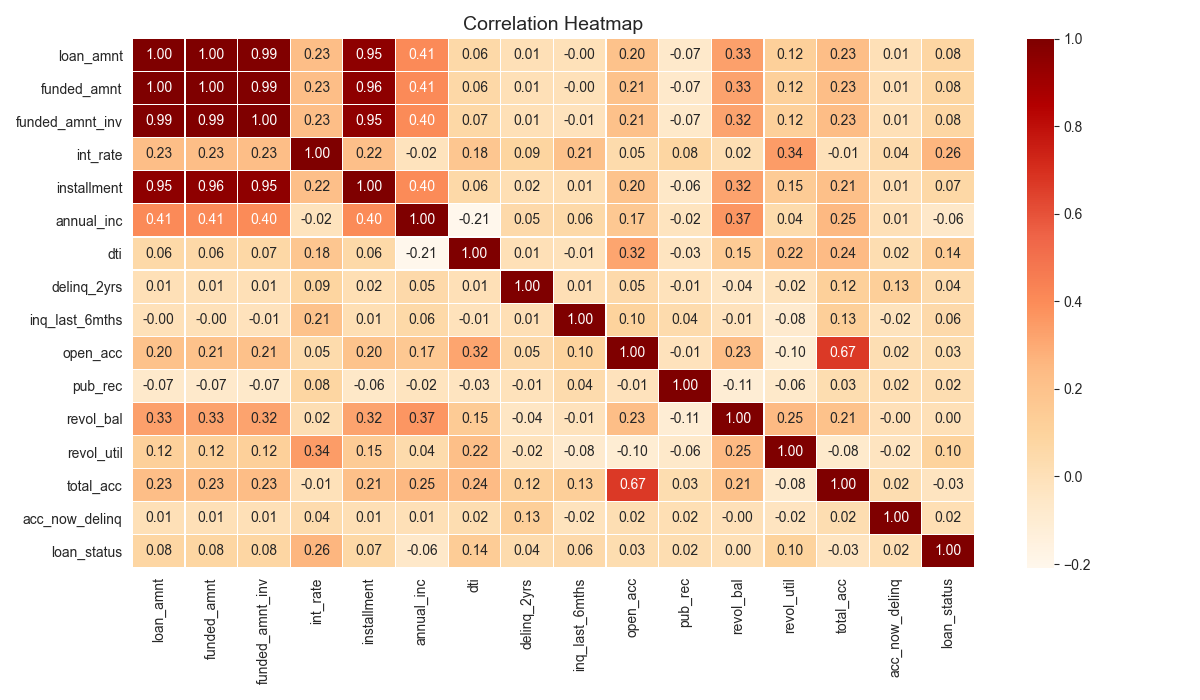 Correlation Heatmap
loan_amnt 1.00 1.00 0.99 0.23 0.95 0.41 0.06 0.01 -0.00 0.20 -0.07 0.33 0.12 0.23 0.01 0.08
funded_amnt 1.00 1.00 0.99 0.23 0.96 0.41 0.06 0.01 -0.00 0.21 -0.07 0.33 0.12 0.23 0.01 0.08
funded_amnt_inv 0.99 0.99 1.00 0.23 0.95 0.40 0.07 0.01 -0.01 0.21 -0.07 0.32 0.12 0.23 0.01 0.08
int_rate 0.23 0.23 0.23 1.00 0.22 -0.02 0.18 0.09 0.21 0.05 0.08 0.02 0.34 -0.01 0.04 0.26
installment 0.95 0.96 0.95 0.22 1.00 0.40 0.06 0.02 0.01 0.20 -0.06 0.32 0.15 0.21 0.01 0.07
annual_inc 0.41 0.41 0.40 -0.02 0.40 1.00 -0.21 0.05 0.06 0.17 -0.02 0.37 0.04 0.25 0.01 -0.06
dti 0.06 0.06 0.07 0.18 0.06 -0.21 1.00 0.01 -0.01 0.32 -0.03 0.15 0.22 0.24 0.02 0.14
delinq_2yrs 0.01 0.01 0.01 0.09 0.02 0.05 0.01 1.00 0.01 0.05 -0.01 -0.04 -0.02 0.12 0.13 0.04
inq_last_6mths -0.00 -0.00 -0.01 0.21 0.01 0.06 -0.01 0.01 1.00 0.10 0.04 -0.01 -0.08 0.13 -0.02 0.06
open_acc 0.20 0.21 0.21 0.05 0.20 0.17 0.32 0.05 0.10 1.00 -0.01 0.23 -0.10 0.67 0.02 0.03
pub_rec -0.07 -0.07 -0.07 0.08 -0.06 -0.02 -0.03 -0.01 0.04 -0.01 1.00 -0.11 -0.06 0.03 0.02 0.02
revol_bal 0.33 0.33 0.32 0.02 0.32 0.37 0.15 -0.04 -0.01 0.23 -0.11 1.00 0.25 0.21 -0.00 0.00
revol_util 0.12 0.12 0.12 0.34 0.15 0.04 0.22 -0.02 -0.08 -0.10 -0.06 0.25 1.00 -0.08 -0.02 0.10
total_acc 0.23 0.23 0.23 -0.01 0.21 0.25 0.24 0.12 0.13 0.67 0.03 0.21 -0.08 1.00 0.02 -0.03
acc_now_delinq 0.01 0.01 0.01 0.04 0.01 0.01 0.02 0.13 -0.02 0.02 0.02 -0.00 -0.02 0.02 1.00 0.02
loan_status 0.08 0.08 0.08 0.26 0.07 -0.06 0.14 0.04 0.06 0.03 0.02 0.00 0.10 -0.03 0.02 1.00
loan_amnt
funded_amnt
funded_amnt_inv
int_rate
installment
annual_inc
dti
delinq_2yrs
inq_last_6mths
open_acc
pub_rec
revol_bal
revol_util
total_acc
acc_now_delinq
loan_status
1.0
0.8
0.6
0.4
0.2
0.0
−0.2